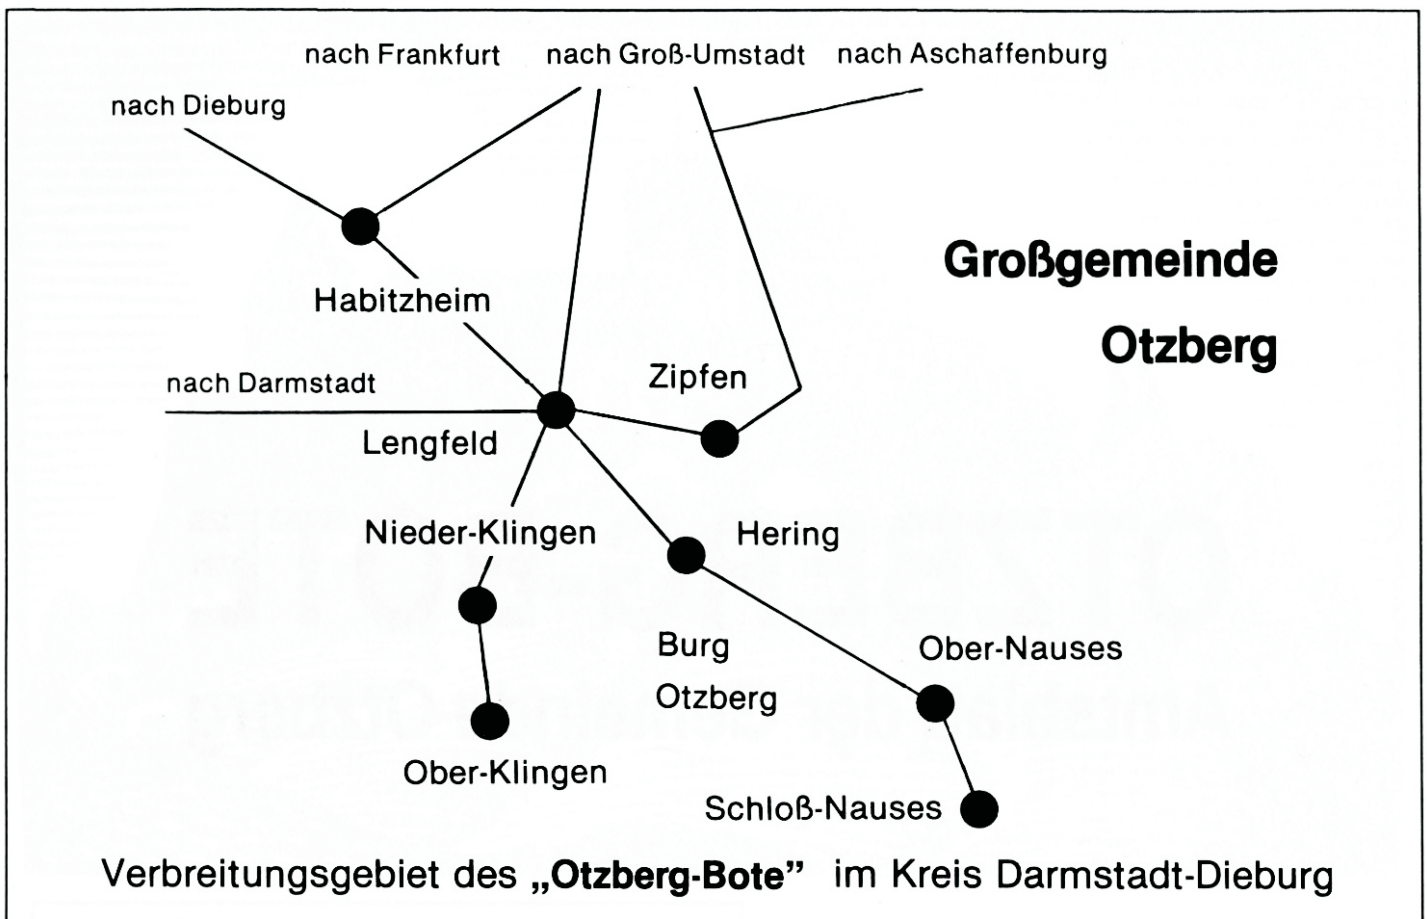 nach Frankfurt nach Groß-Umstadt nach Aschaffenburg
nach Dieburg
Großgemeinde
Habitzheim
Otzberg
nach Darmstadt
Zipfen
Lengfeld
Nieder-Klingen
Hering
Burg
Otzberg
Ober-Nauses
Ober-Klingen
Schloß-Nauses
Verbreitungsgebiet des „Otzberg-Bote” im Kreis Darmstadt-Dieburg